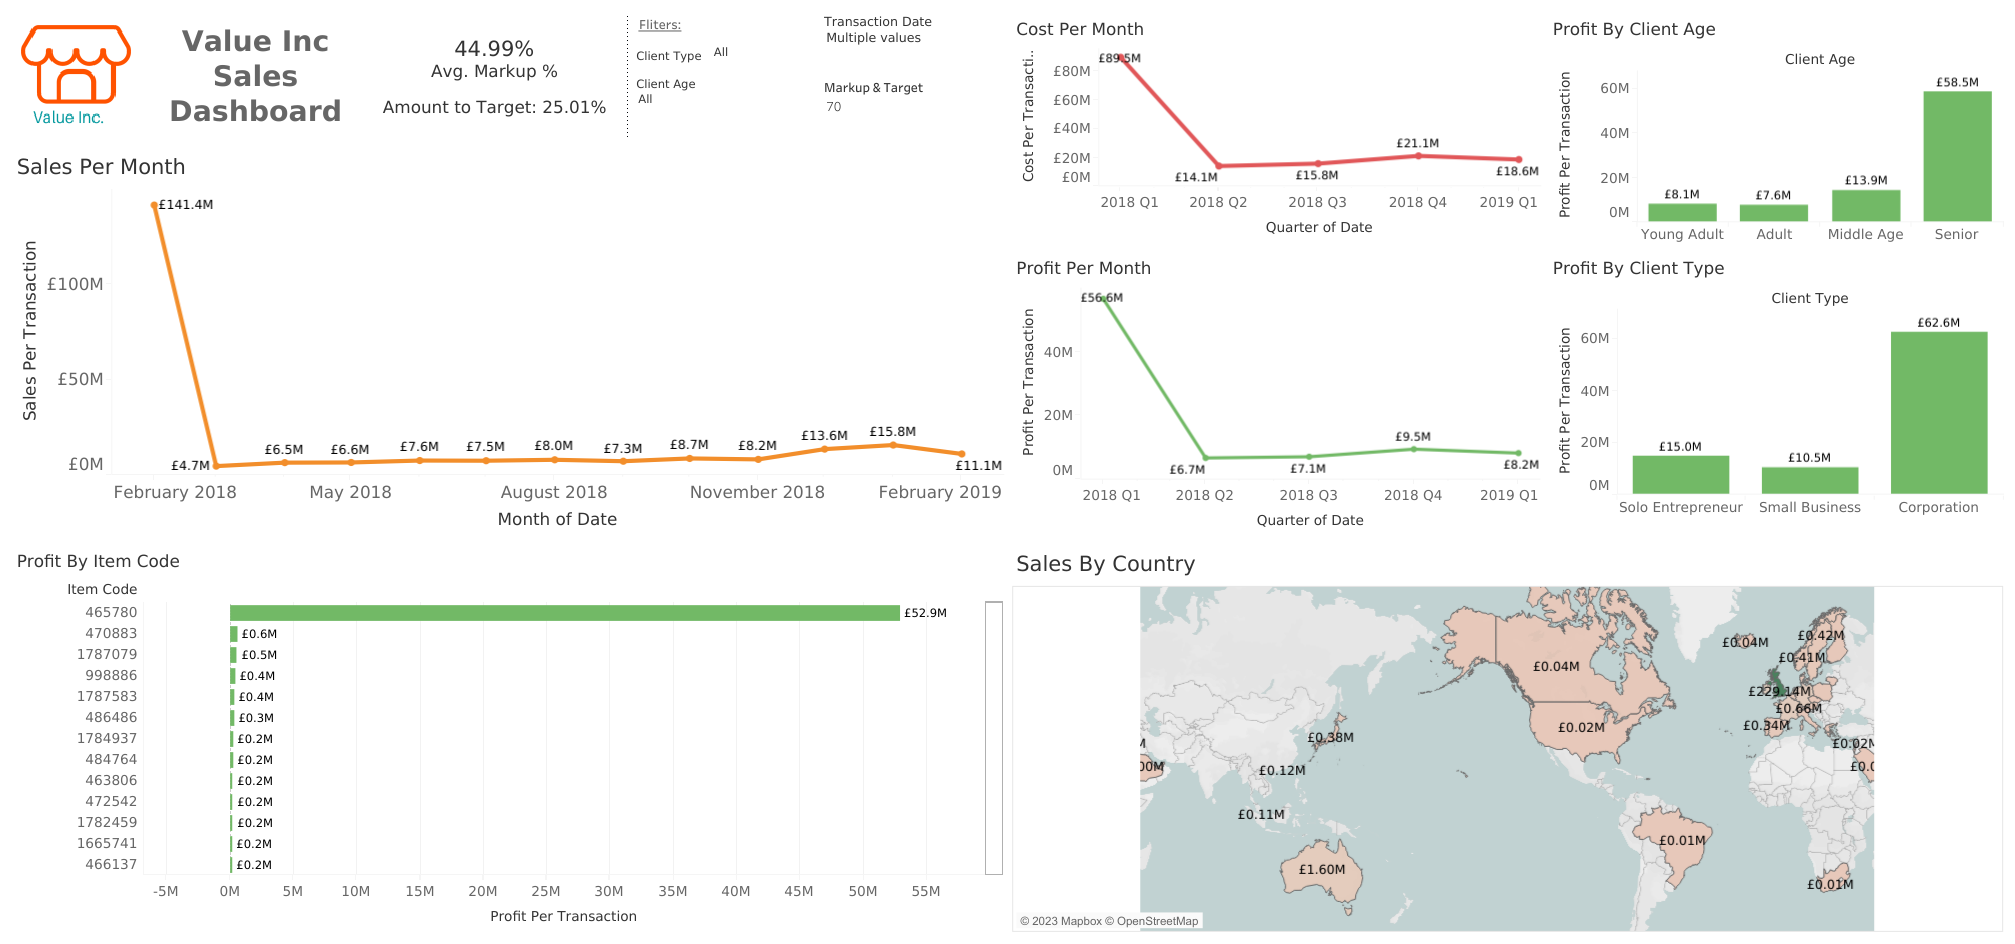 Value Inc.
Value Inc
Sales
Dashboard
44.99%
Avg. Markup %
Amount to Target: 25.01%
Fliters:
Client Type All
Client Age
All
Transaction Date
Multiple values
Markup & Target
70
Sales Per Month
Sales Per Transaction
£100M
£50M
£0M
£141.4M
£4.7M
£6.5M
£6.6M
£7.6M
£7.5M
£8.0M
£7.3M
£8.7M
£8.2M
£13.6M
£15.8M
£11.1M
February 2018 May 2018 August 2018 November 2018 February 2019
Month of Date
Cost Per Month
Cost Per Transacti..
£80M
£60M
£40M
£20M
£0M
£89.5M
£14.1M
£15.8M
£21.1M
£18.6M
2018 Q1 2018 Q2 2018 Q3 2018 Q4 2019 Q1
Quarter of Date
Profit By Client Age
Client Age
Profit Per Transaction
60M
40M
20M
0M
£8.1M
£7.6M
£13.9M
£58.5M
Young Adult Adult Middle Age Senior
Profit Per Month
Profit Per Transaction
40M
20M
0M
£56.6M
£6.7M
£7.1M
£9.5M
£8.2M
2018 Q1 2018 Q2 2018 Q3 2018 Q4 2019 Q1
Quarter of Date
Profit By Client Type
Client Type
Profit Per Transaction
60M
40M
20M
0M
£15.0M
£10.5M
£62.6M
Solo Entrepreneur Small Business Corporation
Profit By Item Code
Item Code
465780 £52.9M
470883 £0.6M
1787079 £0.5M
998886 £0.4M
1787583 £0.4M
486486 £0.3M
1784937 £0.2M
484764 £0.2M
463806 £0.2M
472542 £0.2M
1782459 £0.2M
1665741 £0.2M
466137 £0.2M
-5M 0M 5M 10M 15M 20M 25M 30M 35M 40M 45M 50M 55M
Profit Per Transaction
Sales By Country
£0.04M
£0.42M
£0.41M
£0.04M
£229.14M
£0.66M
£0.34M
£0.02M
£0.38M
£0.02M
M
00M
£0.12M
£0.0
£0.11M
£0.01M
£1.60M
£0.01M
© 2023 Mapbox © OpenStreetMap